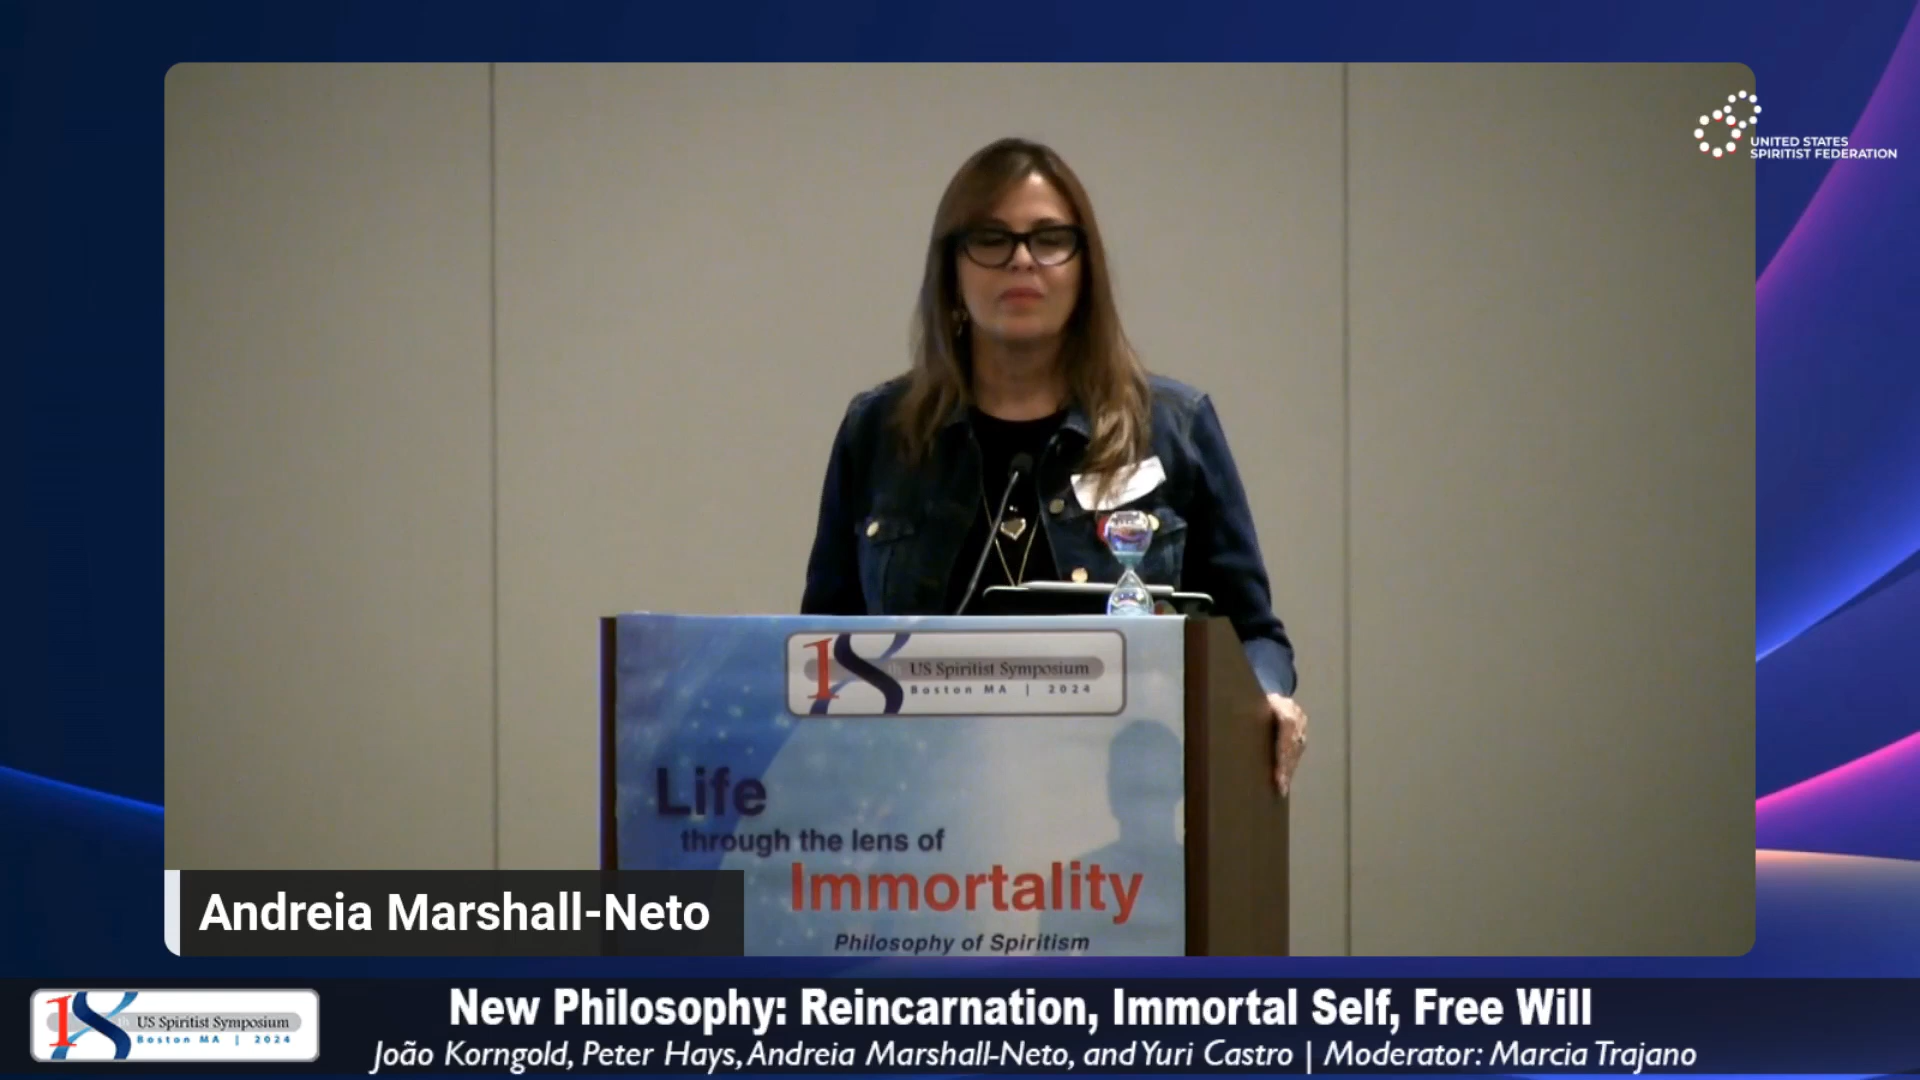 UNITED STATES
SPIRITIST FEDERATION
18th
US Spiritist Symposium
Boston MA | 2024
Life
through the lens of
Immortality
Philosophy of Spiritism
Andreia Marshall-Neto
18th
US Spiritist Symposium
Boston MA | 2024
New Philosophy: Reincarnation, Immortal Self, Free Will
João Korngold, Peter Hays, Andreia Marshall-Neto, and Yuri Castro | Moderator: Marcia Trajano